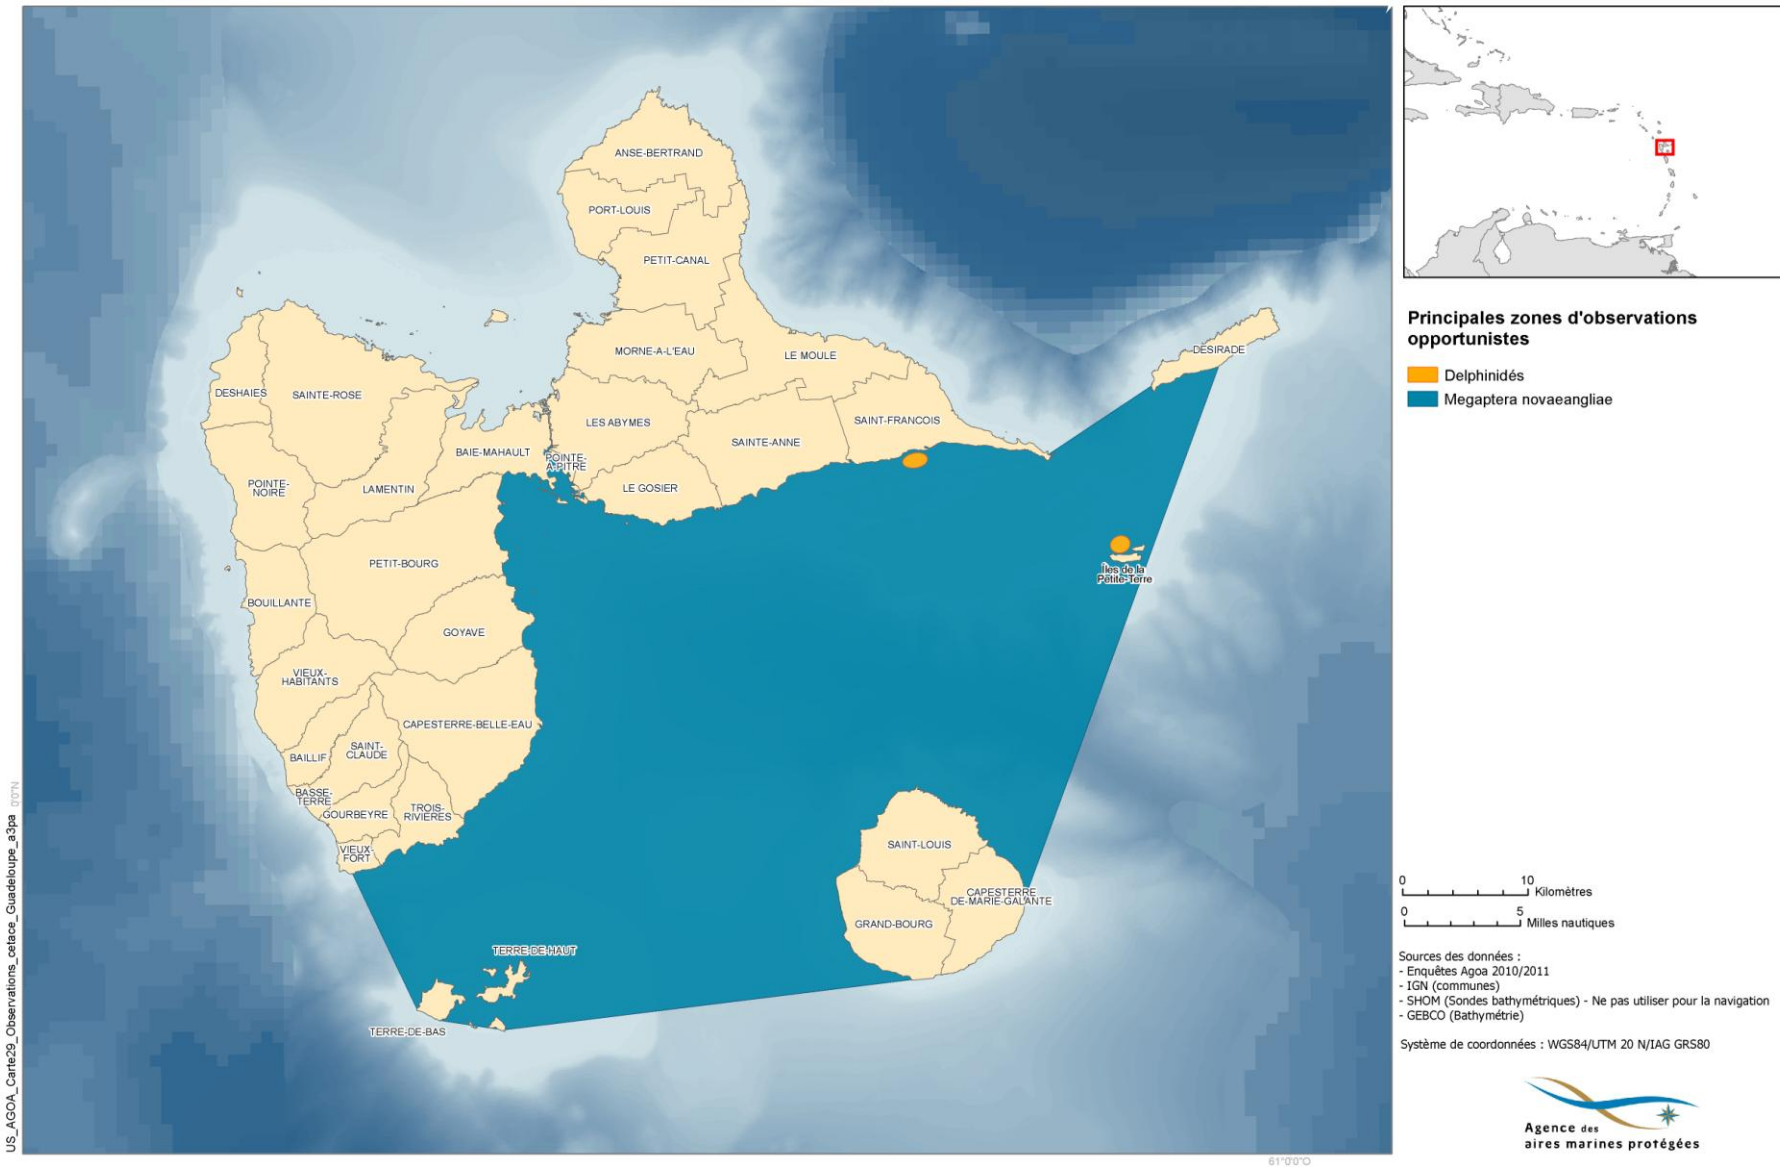 ANSE-BERTRAND
PORT-LOUIS
PETIT-CANAL
MORNE-A-L'EAU
LE MOULE
DESIRADE
DESHAIES
SAINTE-ROSE
LES ABYMES
SAINTE-ANNE
SAINT-FRANCOIS
BAIE-MAHAULT
POINTE-
A-PITRE
LE GOSIER
POINTE-
NOIRE
LAMENTIN
PETIT-BOURG
Îles de la
Petite-Terre
BOUILLANTE
GOYAVE
VIEUX-
HABITANTS
CAPESTERRE-BELLE-EAU
SAINT-
CLAUDE
BAILLIF
BASSE-
TERRE
GOURBEYRE
TROIS-
RIVIERES
VIEUX-
FORT
SAINT-LOUIS
CAPESTERRE
DE-MARIE-GALANTE
GRAND-BOURG
TERRE-DE-HAUT
TERRE-DE-BAS
US_AGOA_Carte29_Observations_cetace_Guadeloupe_a3pa
0'0"N
61°0'0"O
Principales zones d'observations
opportunistes
Delphinidés
Megaptera novaeangliae
0 10
Kilomètres
0 5
Milles nautiques
Sources des données :
- Enquêtes Agoa 2010/2011
- IGN (communes)
- SHOM (Sondes bathymétriques) - Ne pas utiliser pour la navigation
- GEBCO (Bathymétrie)
Système de coordonnées : WGS84/UTM 20 N/IAG GRS80
Agence des
aires marines protégées